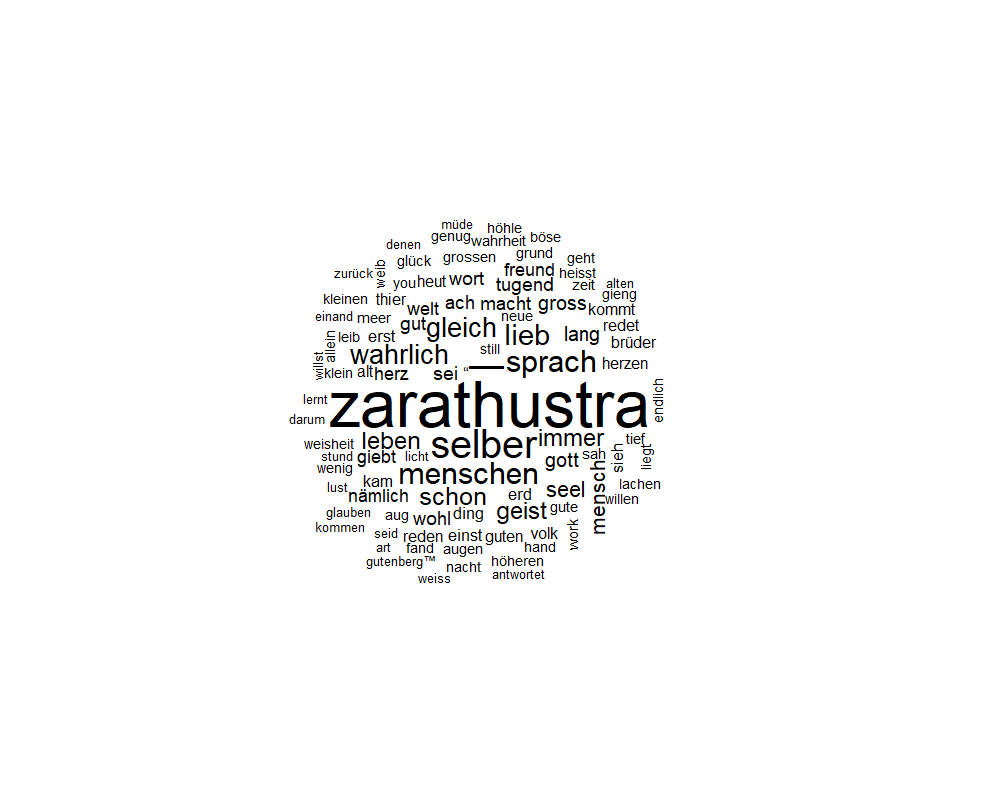 müde
höhle
denen
genug
wahrheit
böse
glück
grossen
grund
geht
zurück
weib
you
heut
wort
freund
heisst
tugend
zeit
alten
gieng
kleinen
thier
welt
ach
macht
gross
kommt
einand
meer
gut
gleich
neue
lieb
lang
redet
brüder
willst
allein
leib
erst
wahrlich
still
sprach
herzen
klein
alt
herz
sei
“
—
lernt
darum
zarathustra
endlich
weisheit
leben
selber
immer
tief
stund
giebt
licht
gott
sah
sieh
liegt
wenig
kam
menschen
mensch
lust
nämlich
schon
erd
seel
lachen
willen
glauben
aug
wohl
ding
geist
gute
kommen
seid
reden
einst
guten
volk
work
art
fand
augen
hand
gutenberg™
nacht
höheren
weiss
antwortet